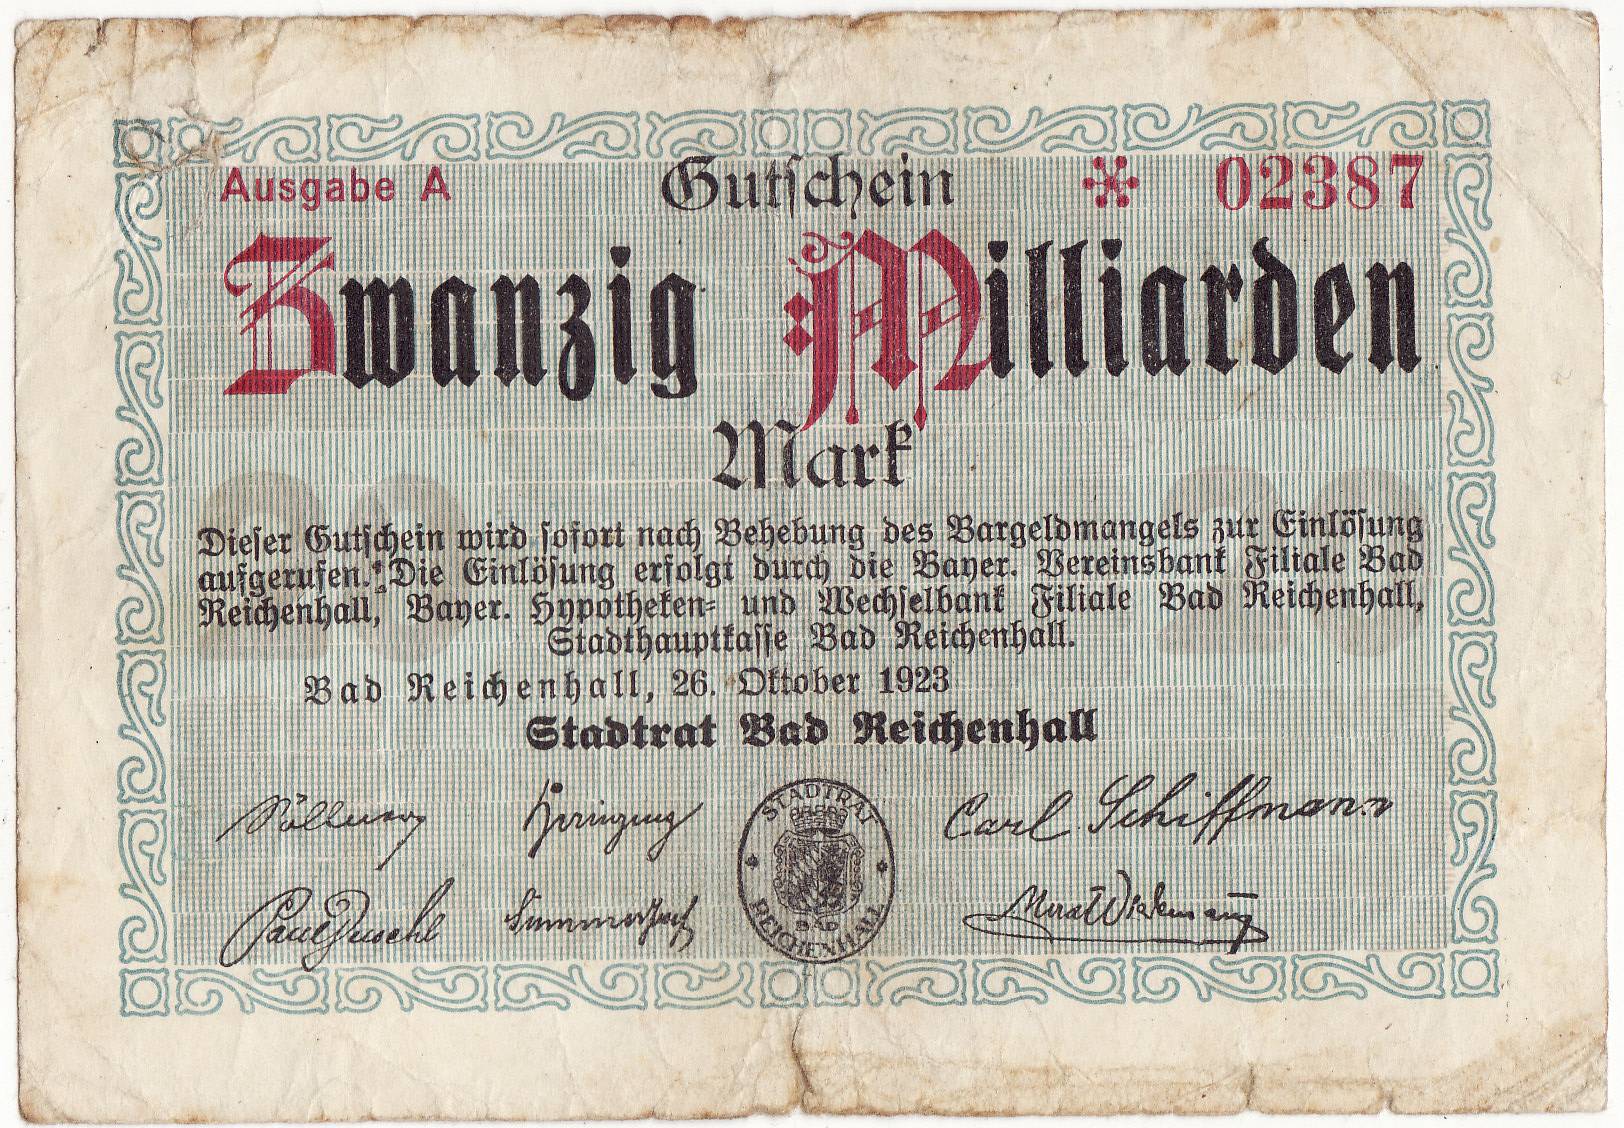 Ausgabe A Gutschein * 02387
Zwanzig Milliarden
Mark
Dieser Gutschein wird sofort nach Behebung des Bargeldmangels zur Einlösung
aufgerufen. Die Einlösung erfolgt durch die Bayer. Vereinsbank Filiale Bad
Reichenhall, Bayer. Hypotheken- und Wechselbank Filiale Bad Reichenhall,
Stadthauptkasse Bad Reichenhall.
Bad Reichenhall, 26. Oktober 1923
Stadtrat Bad Reichenhall
Carl Schiffmann
STADTRAT
BAD
REICHENHALL